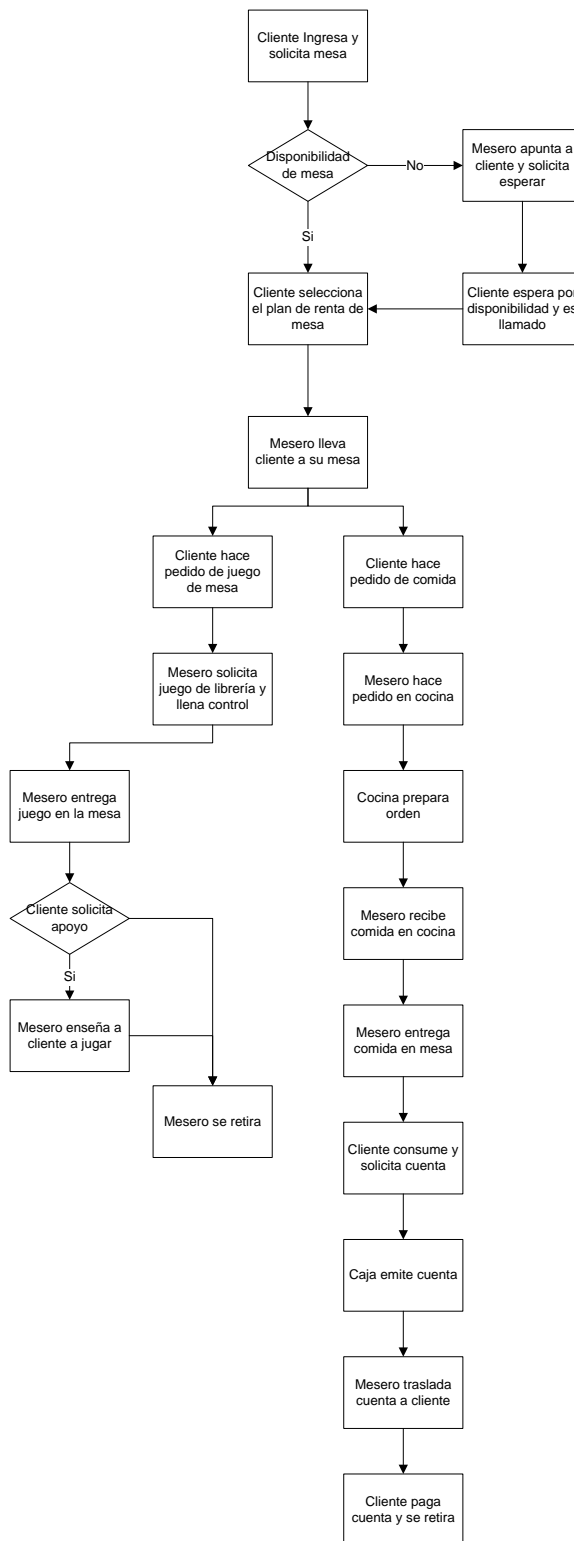 Cliente Ingresa y
solicita mesa
Disponibilidad
de mesa
No
Mesero apunta a
cliente y solicita
esperar
Si
Cliente selecciona
el plan de renta de
mesa
Cliente espera por
disponibilidad y es
llamado
Mesero lleva
cliente a su mesa
Cliente hace
pedido de juego
de mesa
Cliente hace
pedido de comida
Mesero solicita
juego de librería y
llena control
Mesero hace
pedido en cocina
Mesero entrega
juego en la mesa
Cocina prepara
orden
Cliente solicita
apoyo
Mesero recibe
comida en cocina
Si
Mesero enseña a
cliente a jugar
Mesero entrega
comida en mesa
Mesero se retira
Cliente consume y
solicita cuenta
Caja emite cuenta
Mesero traslada
cuenta a cliente
Cliente paga
cuenta y se retira